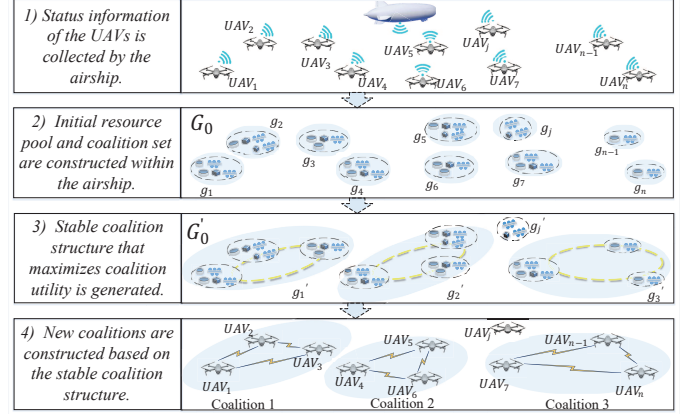 1) Status information
of the UAVs is
collected by the
airship.
UAV₂
UAV₁
UAV₃
UAV₄
UAV₅
UAV₆
UAVⱼ
UAV₇
UAVₙ₋₁
UAVₙ
2) Initial resource
pool and coalition set
are constructed within
the airship.
G₀
g₁
g₂
g₃
g₄
g₅
g₆
gⱼ
g₇
gₙ₋₁
gₙ
3) Stable coalition
structure that
maximizes coalition
utility is generated.
G₀'
g₁'
g₂'
gⱼ'
g₃'
4) New coalitions are
constructed based on
the stable coalition
structure.
UAV₂
UAV₁
UAV₃
Coalition 1
UAV₅
UAV₄
UAV₆
Coalition 2
UAVⱼ
UAVₙ₋₁
UAV₇
UAVₙ
Coalition 3